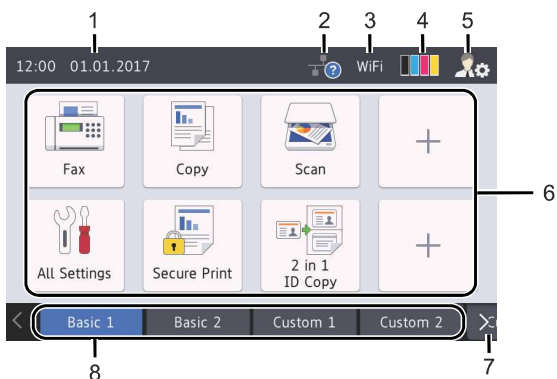 1
2
3
4
5
12:00 01.01.2017
WiFi
Fax
Copy
Scan
6
All Settings
Secure Print
2 in 1
ID Copy
Basic 1
Basic 2
Custom 1
Custom 2
8
7